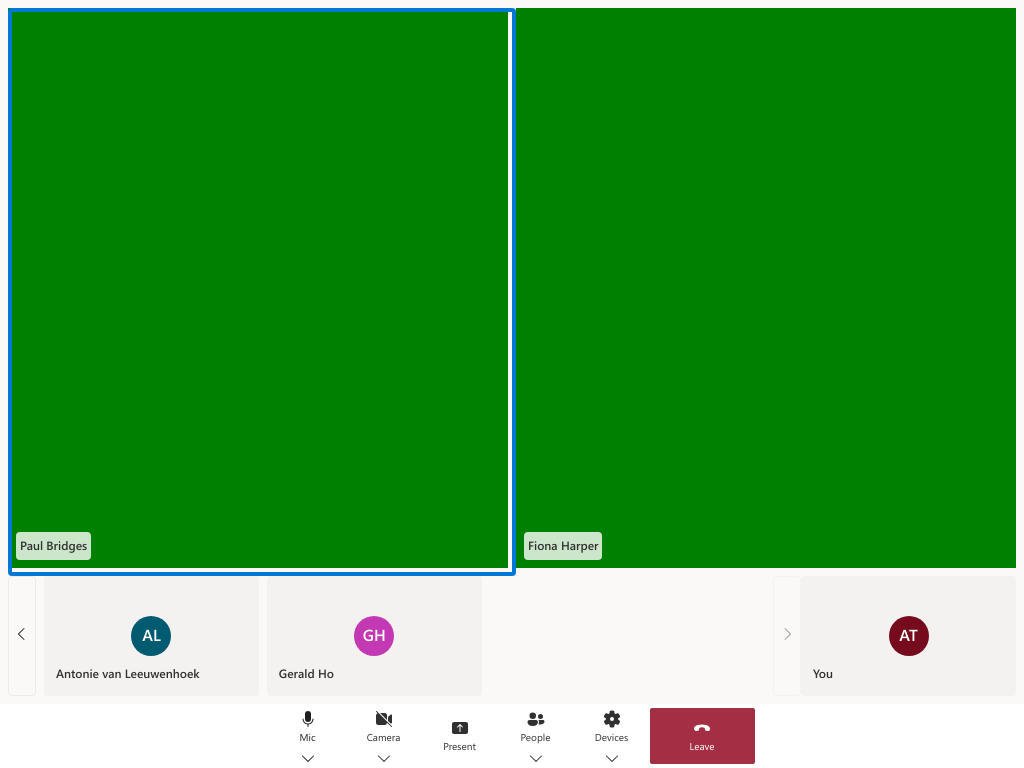 Paul Bridges
Fiona Harper
AL
Antonie van Leeuwenhoek
GH
Gerald Ho
AT
You
Mic
Camera
Present
People
Devices
Leave